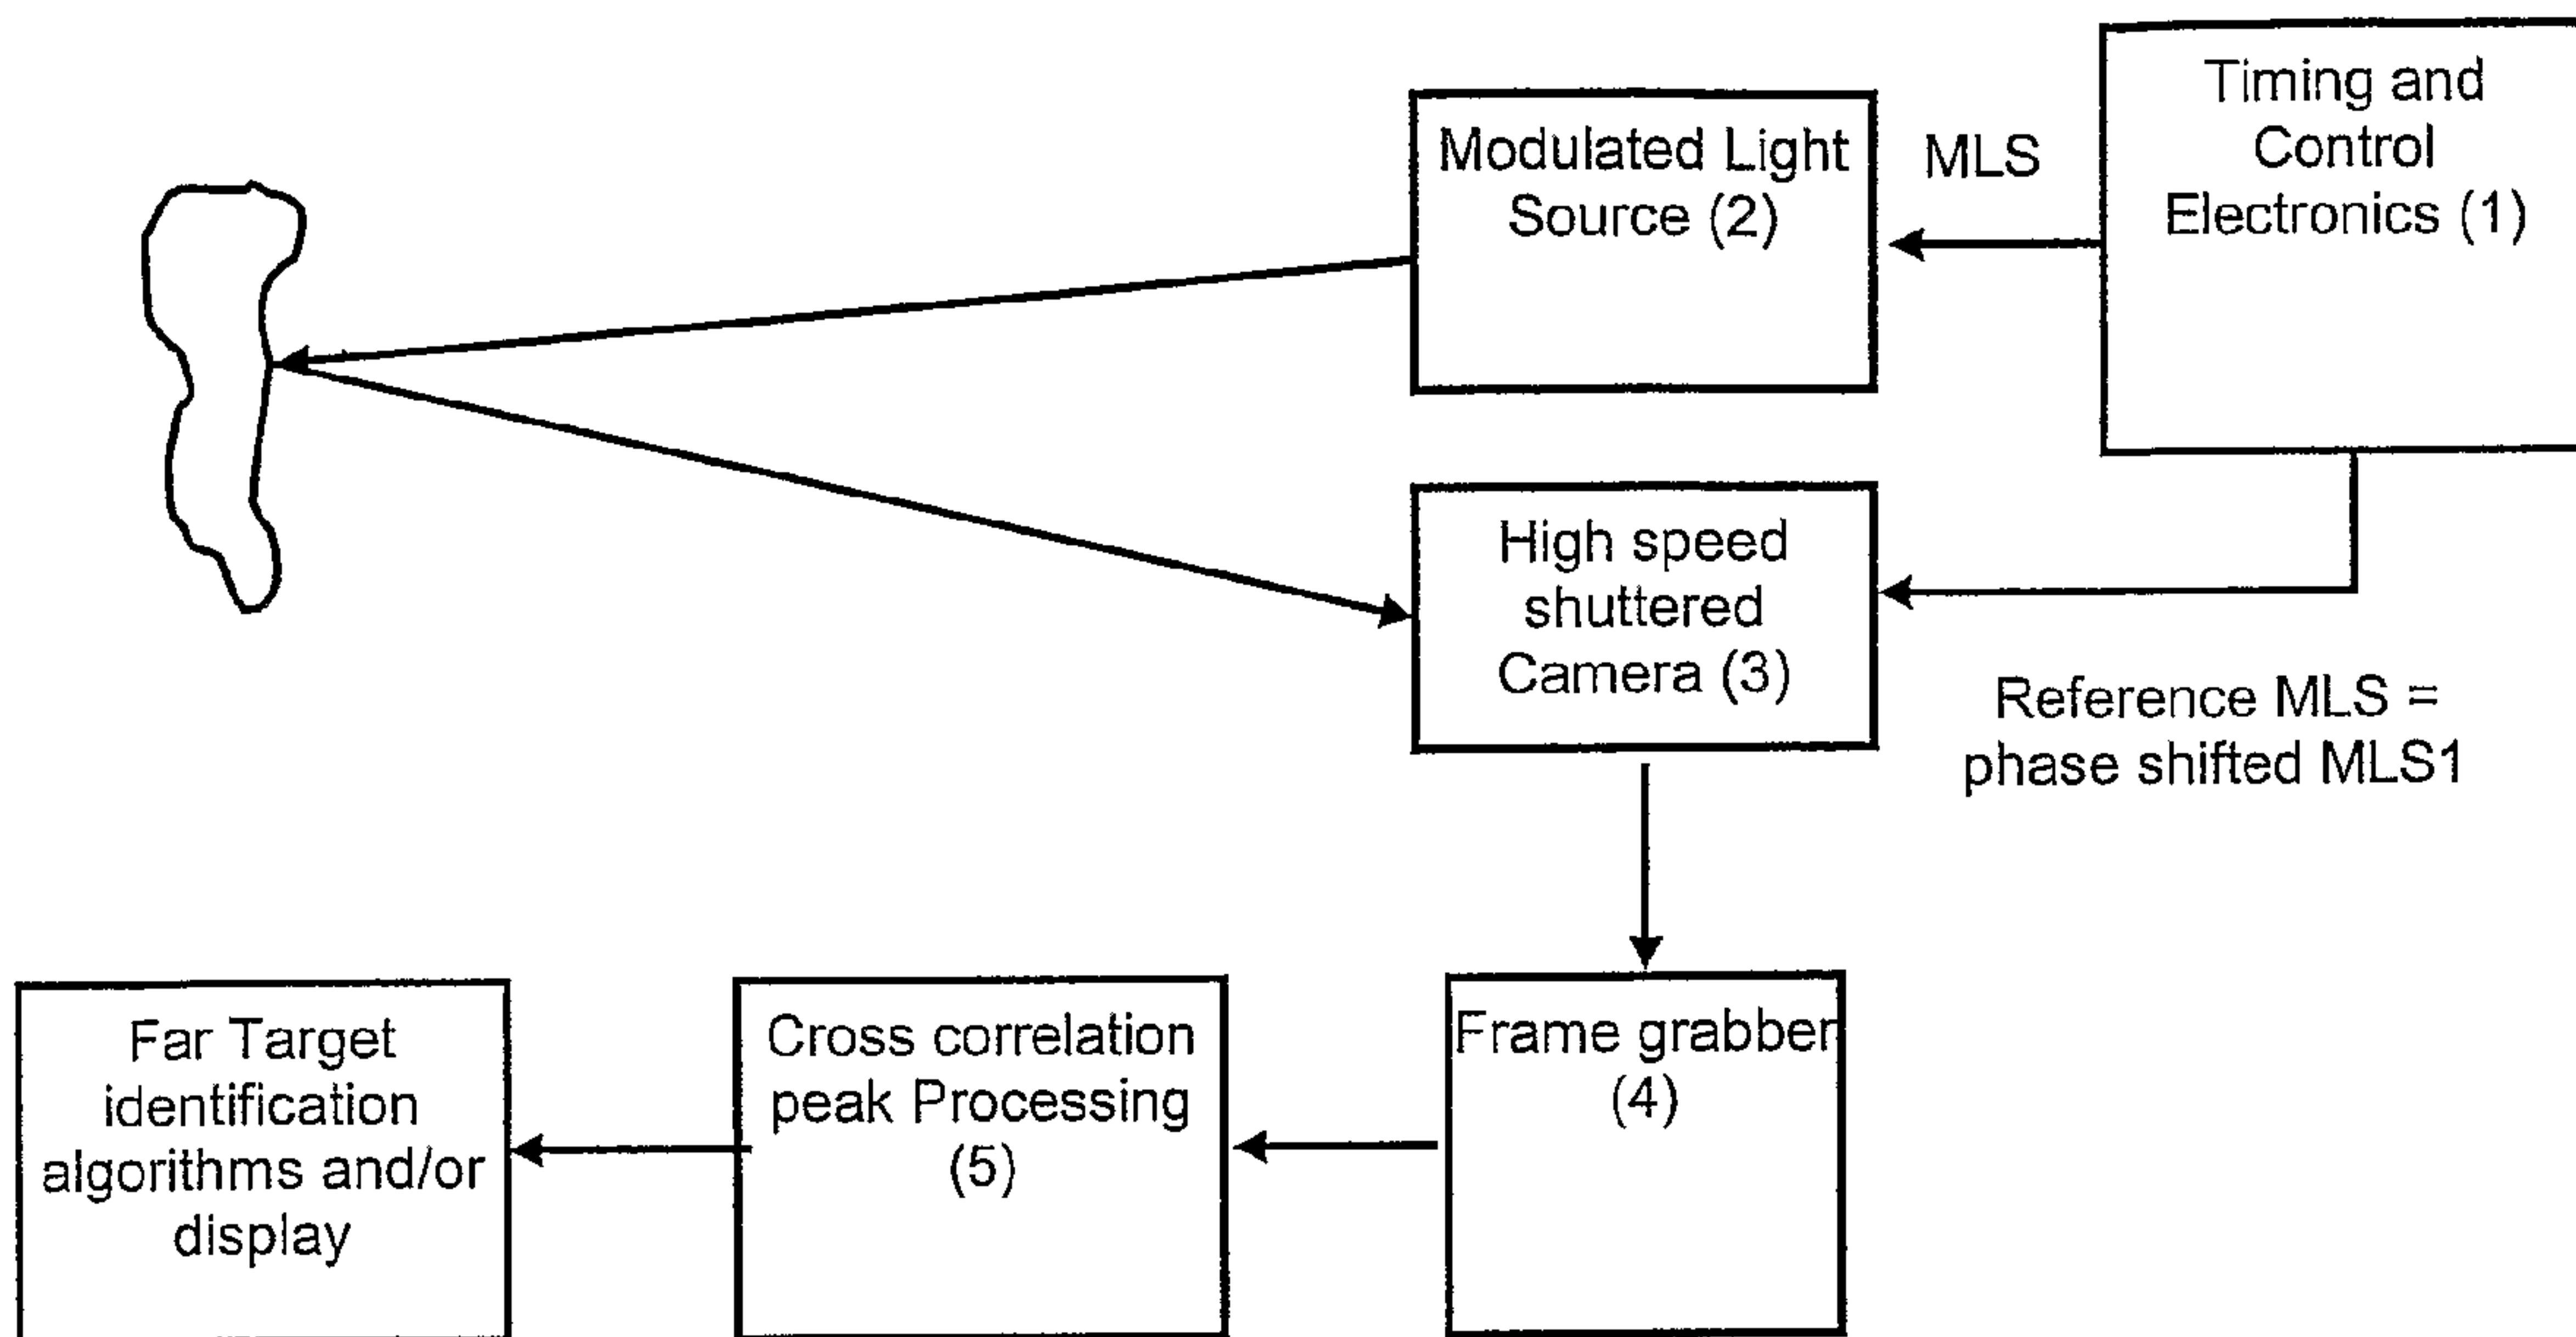 Timing and
Control
Electronics (1)
MLS
Modulated Light
Source (2)
High speed
shuttered
Camera (3)
Reference MLS =
phase shifted MLS1
Frame grabber
(4)
Cross correlation
peak Processing
(5)
Far Target
identification
algorithms and/or
display